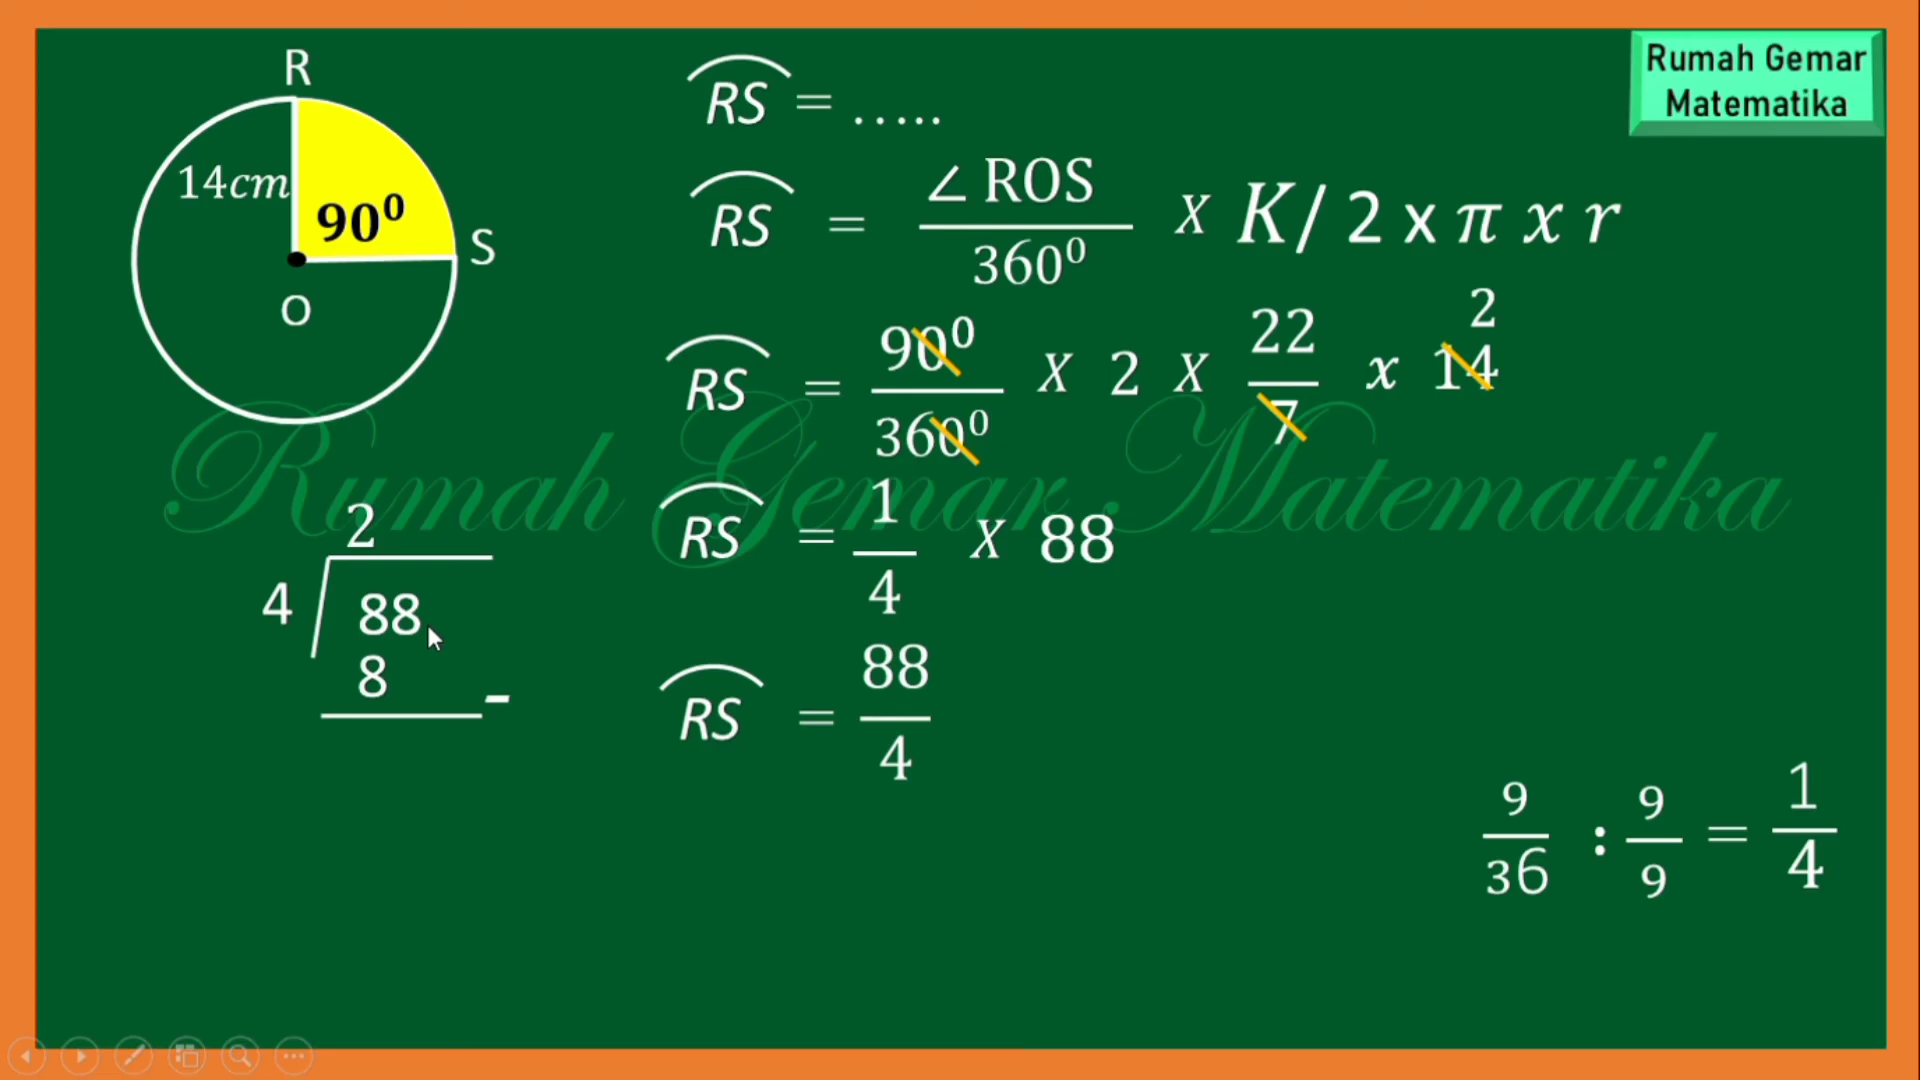 Rumah Gemar
Matematika
R
14cm
90⁰
S
O
RS = .....
RS = ∠ ROS / 360⁰ X K/ 2 x π x r
RS = 90⁰ / 360⁰ X 2 X 22 / 7 x 14 2
RS = 1 / 4 X 88
RS = 88 / 4
2
4 88
8 -
9 / 36 : 9 / 9 = 1 / 4
Rumah Gemar Matematika